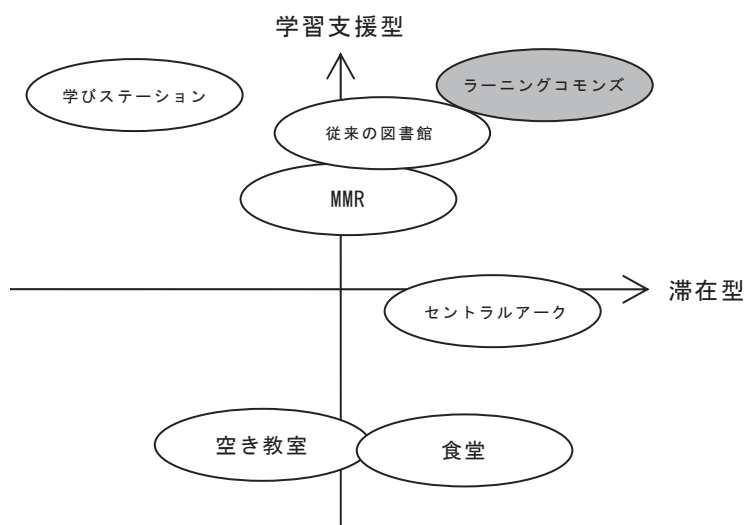 学習支援型
学びステーション
ラーニングコモンズ
従来の図書館
MMR
滞在型
セントラルアーク
空き教室
食堂